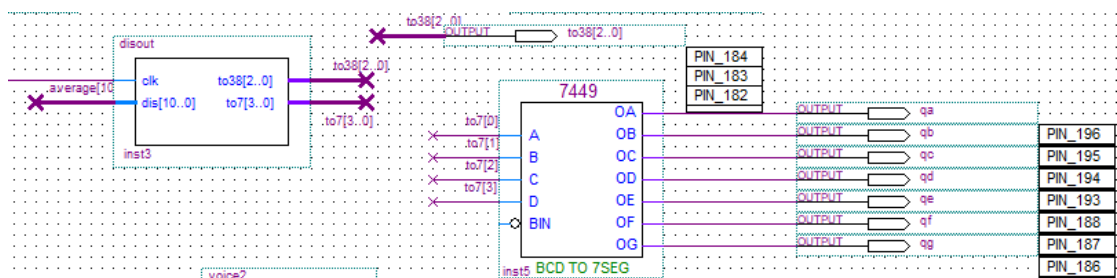 disout
clk
to38[2..0]
dis[10..0]
to7[3..0]
inst3
average[10
to38[2..0]
to7[3..0]
to38[2..0]
OUTPUT
to38[2..0]
PIN_184
PIN_183
PIN_182
7449
to7[0]
to7[1]
to7[2]
to7[3]
A
B
C
D
BIN
OA
OB
OC
OD
OE
OF
OG
inst5
BCD TO 7SEG
OUTPUT
qa
OUTPUT
qb
OUTPUT
qc
OUTPUT
qd
OUTPUT
qe
OUTPUT
qf
OUTPUT
qg
PIN_196
PIN_195
PIN_194
PIN_193
PIN_188
PIN_187
PIN_186
voice2